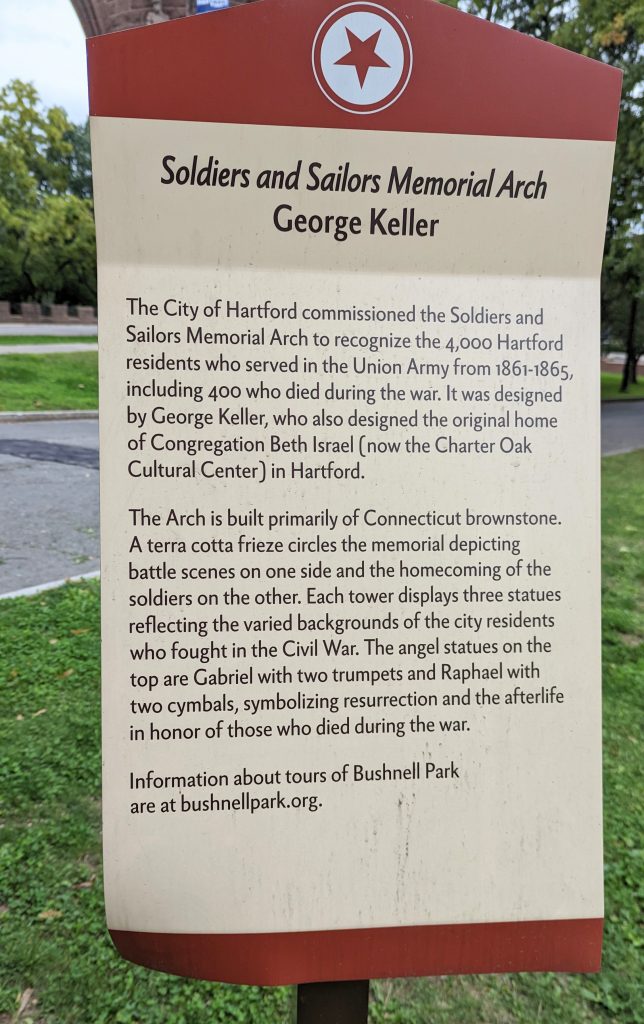 Soldiers and Sailors Memorial Arch
George Keller
The City of Hartford commissioned the Soldiers and
Sailors Memorial Arch to recognize the 4,000 Hartford
residents who served in the Union Army from 1861-1865,
including 400 who died during the war. It was designed
by George Keller, who also designed the original home
of Congregation Beth Israel (now the Charter Oak
Cultural Center) in Hartford.
The Arch is built primarily of Connecticut brownstone.
A terra cotta frieze circles the memorial depicting
battle scenes on one side and the homecoming of the
soldiers on the other. Each tower displays three statues
reflecting the varied backgrounds of the city residents
who fought in the Civil War. The angel statues on the
top are Gabriel with two trumpets and Raphael with
two cymbals, symbolizing resurrection and the afterlife
in honor of those who died during the war.
Information about tours of Bushnell Park
are at bushnellpark.org.